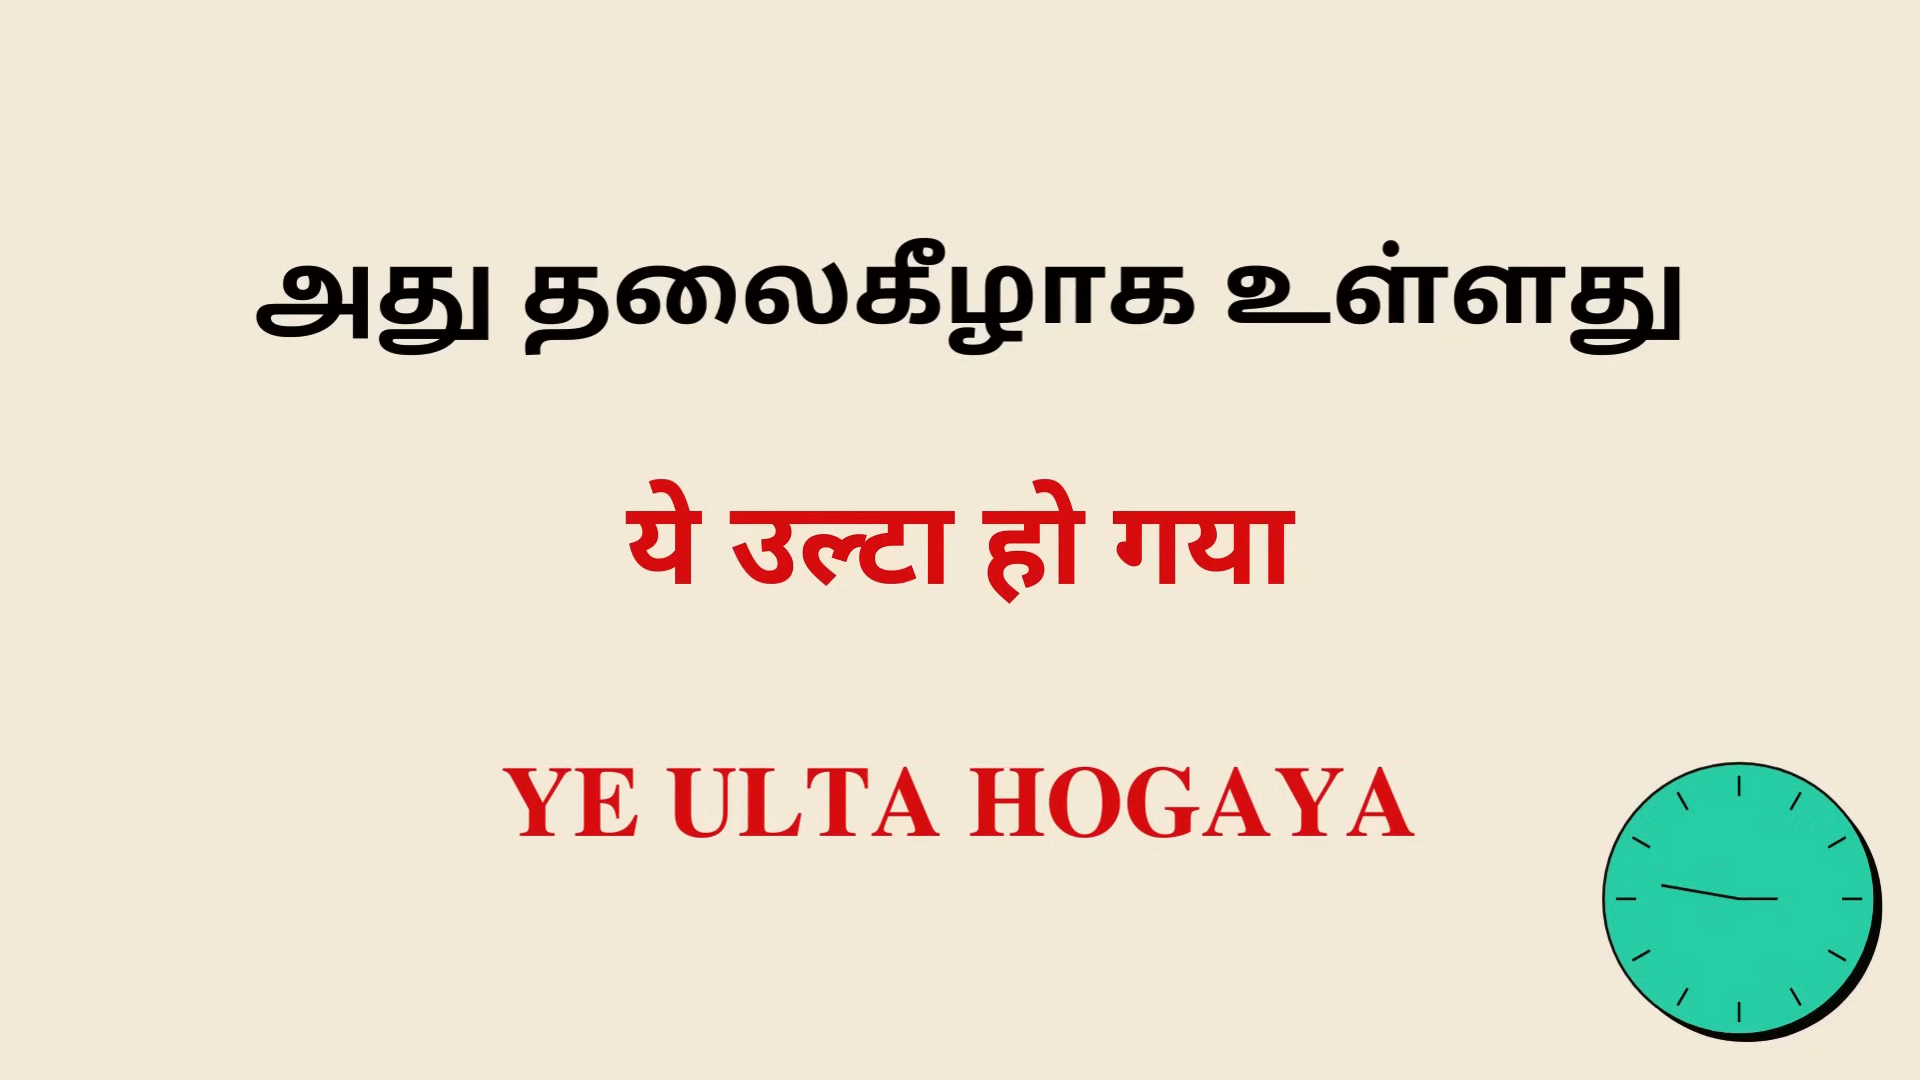 அது தலைகீழாக உள்ளது
ये उल्टा हो गया
YE ULTA HOGAYA